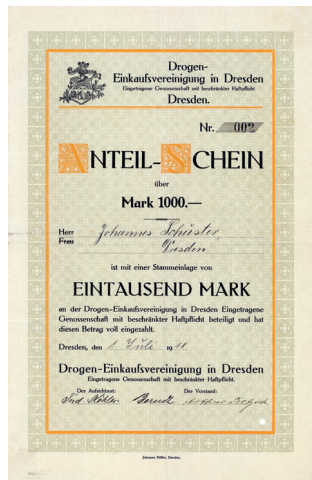 Drogen-
Einkaufsvereinigung in Dresden
Eingetragene Genossenschaft mit beschränkter Haftpflicht
Dresden.
Nr. 002
ANTEIL-SCHEIN
über
Mark 1000.—
Herr Johannes Schuster,
Frau
Dresden
ist mit einer Stammeinlage von
EINTAUSEND MARK
an der Drogen-Einkaufsvereinigung in Dresden Eingetragene
Genossenschaft mit beschränkter Haftpflicht beteiligt und hat
diesen Betrag voll eingezahlt.
Dresden, den 1. Juli 1918
Drogen-Einkaufsvereinigung in Dresden
Eingetragene Genossenschaft mit beschränkter Haftpflicht.
Der Aufsichtsrat: Der Vorstand:
Johannes Päßler, Dresden.